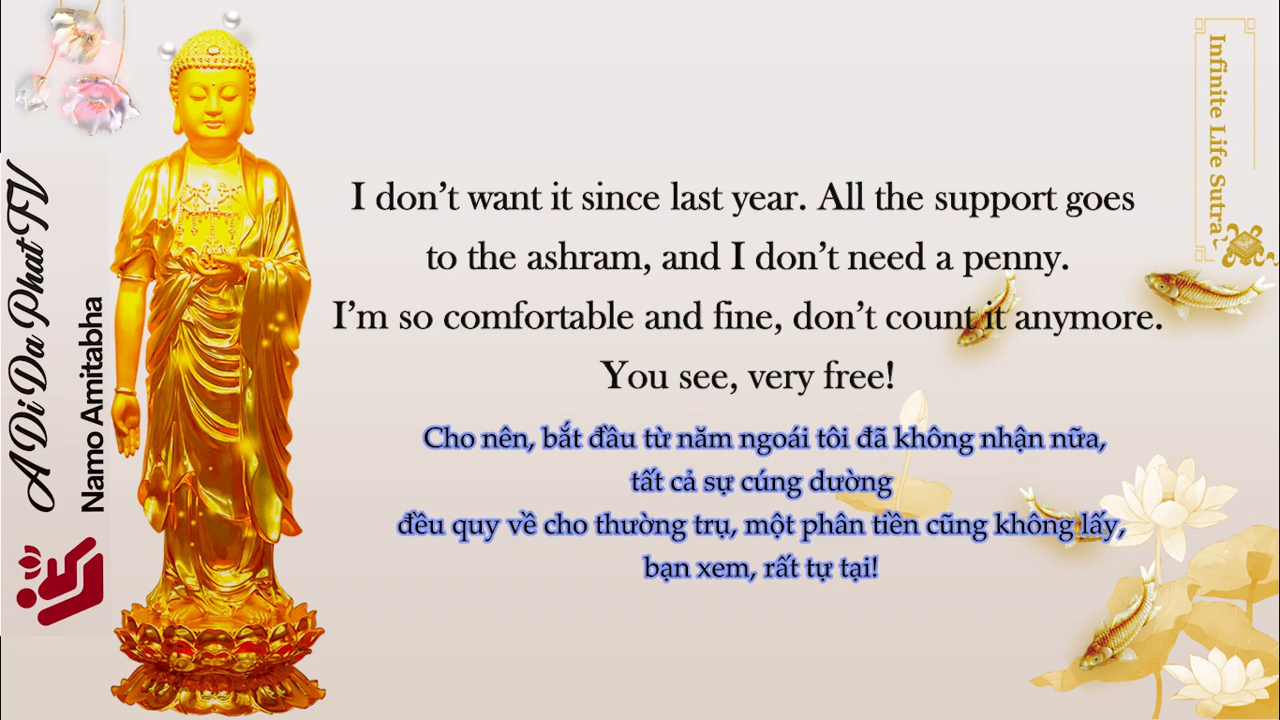 A Di Da Phat TV
Namo Amitabha
Infinite Life Sutra
I don't want it since last year. All the support goes
to the ashram, and I don't need a penny.
I'm so comfortable and fine, don't count it anymore.
You see, very free!
Cho nên, bắt đầu từ năm ngoái tôi đã không nhận nữa,
tất cả sự cúng dường
đều quy về cho thường trụ, một phân tiền cũng không lấy,
bạn xem, rất tự tại!